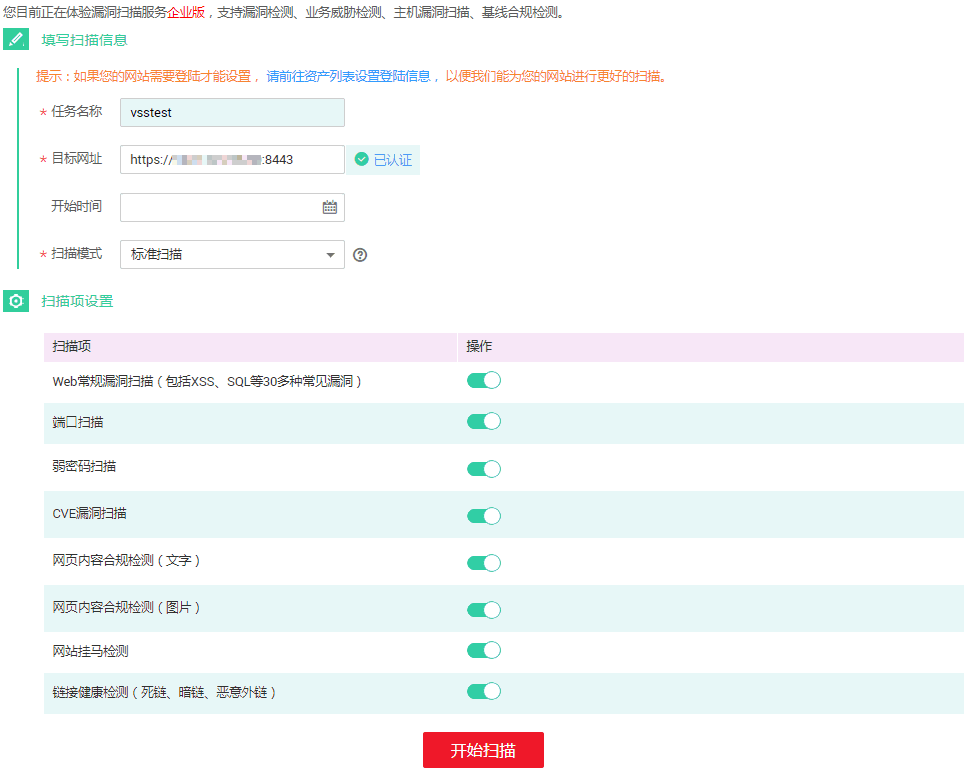 您目前正在体验漏洞扫描服务企业版，支持漏洞检测、业务威胁检测、主机漏洞扫描、基线合规检测。
填写扫描信息
提示：如果您的网站需要登陆才能设置， 请前往资产列表设置登陆信息， 以便我们能为您的网站进行更好的扫描。
* 任务名称 vsstest
* 目标网址 https:// :8443 已认证
开始时间
* 扫描模式 标准扫描
扫描项设置
扫描项 操作
Web常规漏洞扫描（包括XSS、SQL等30多种常见漏洞）
端口扫描
弱密码扫描
CVE漏洞扫描
网页内容合规检测（文字）
网页内容合规检测（图片）
网站挂马检测
链接健康检测（死链、暗链、恶意外链）
开始扫描